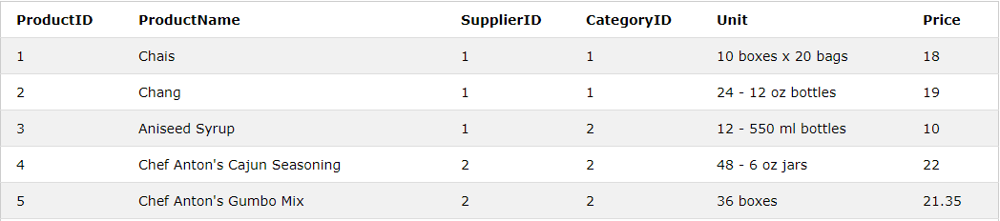 ProductID ProductName SupplierID CategoryID Unit Price
1 Chais 1 1 10 boxes x 20 bags 18
2 Chang 1 1 24 - 12 oz bottles 19
3 Aniseed Syrup 1 2 12 - 550 ml bottles 10
4 Chef Anton's Cajun Seasoning 2 2 48 - 6 oz jars 22
5 Chef Anton's Gumbo Mix 2 2 36 boxes 21.35